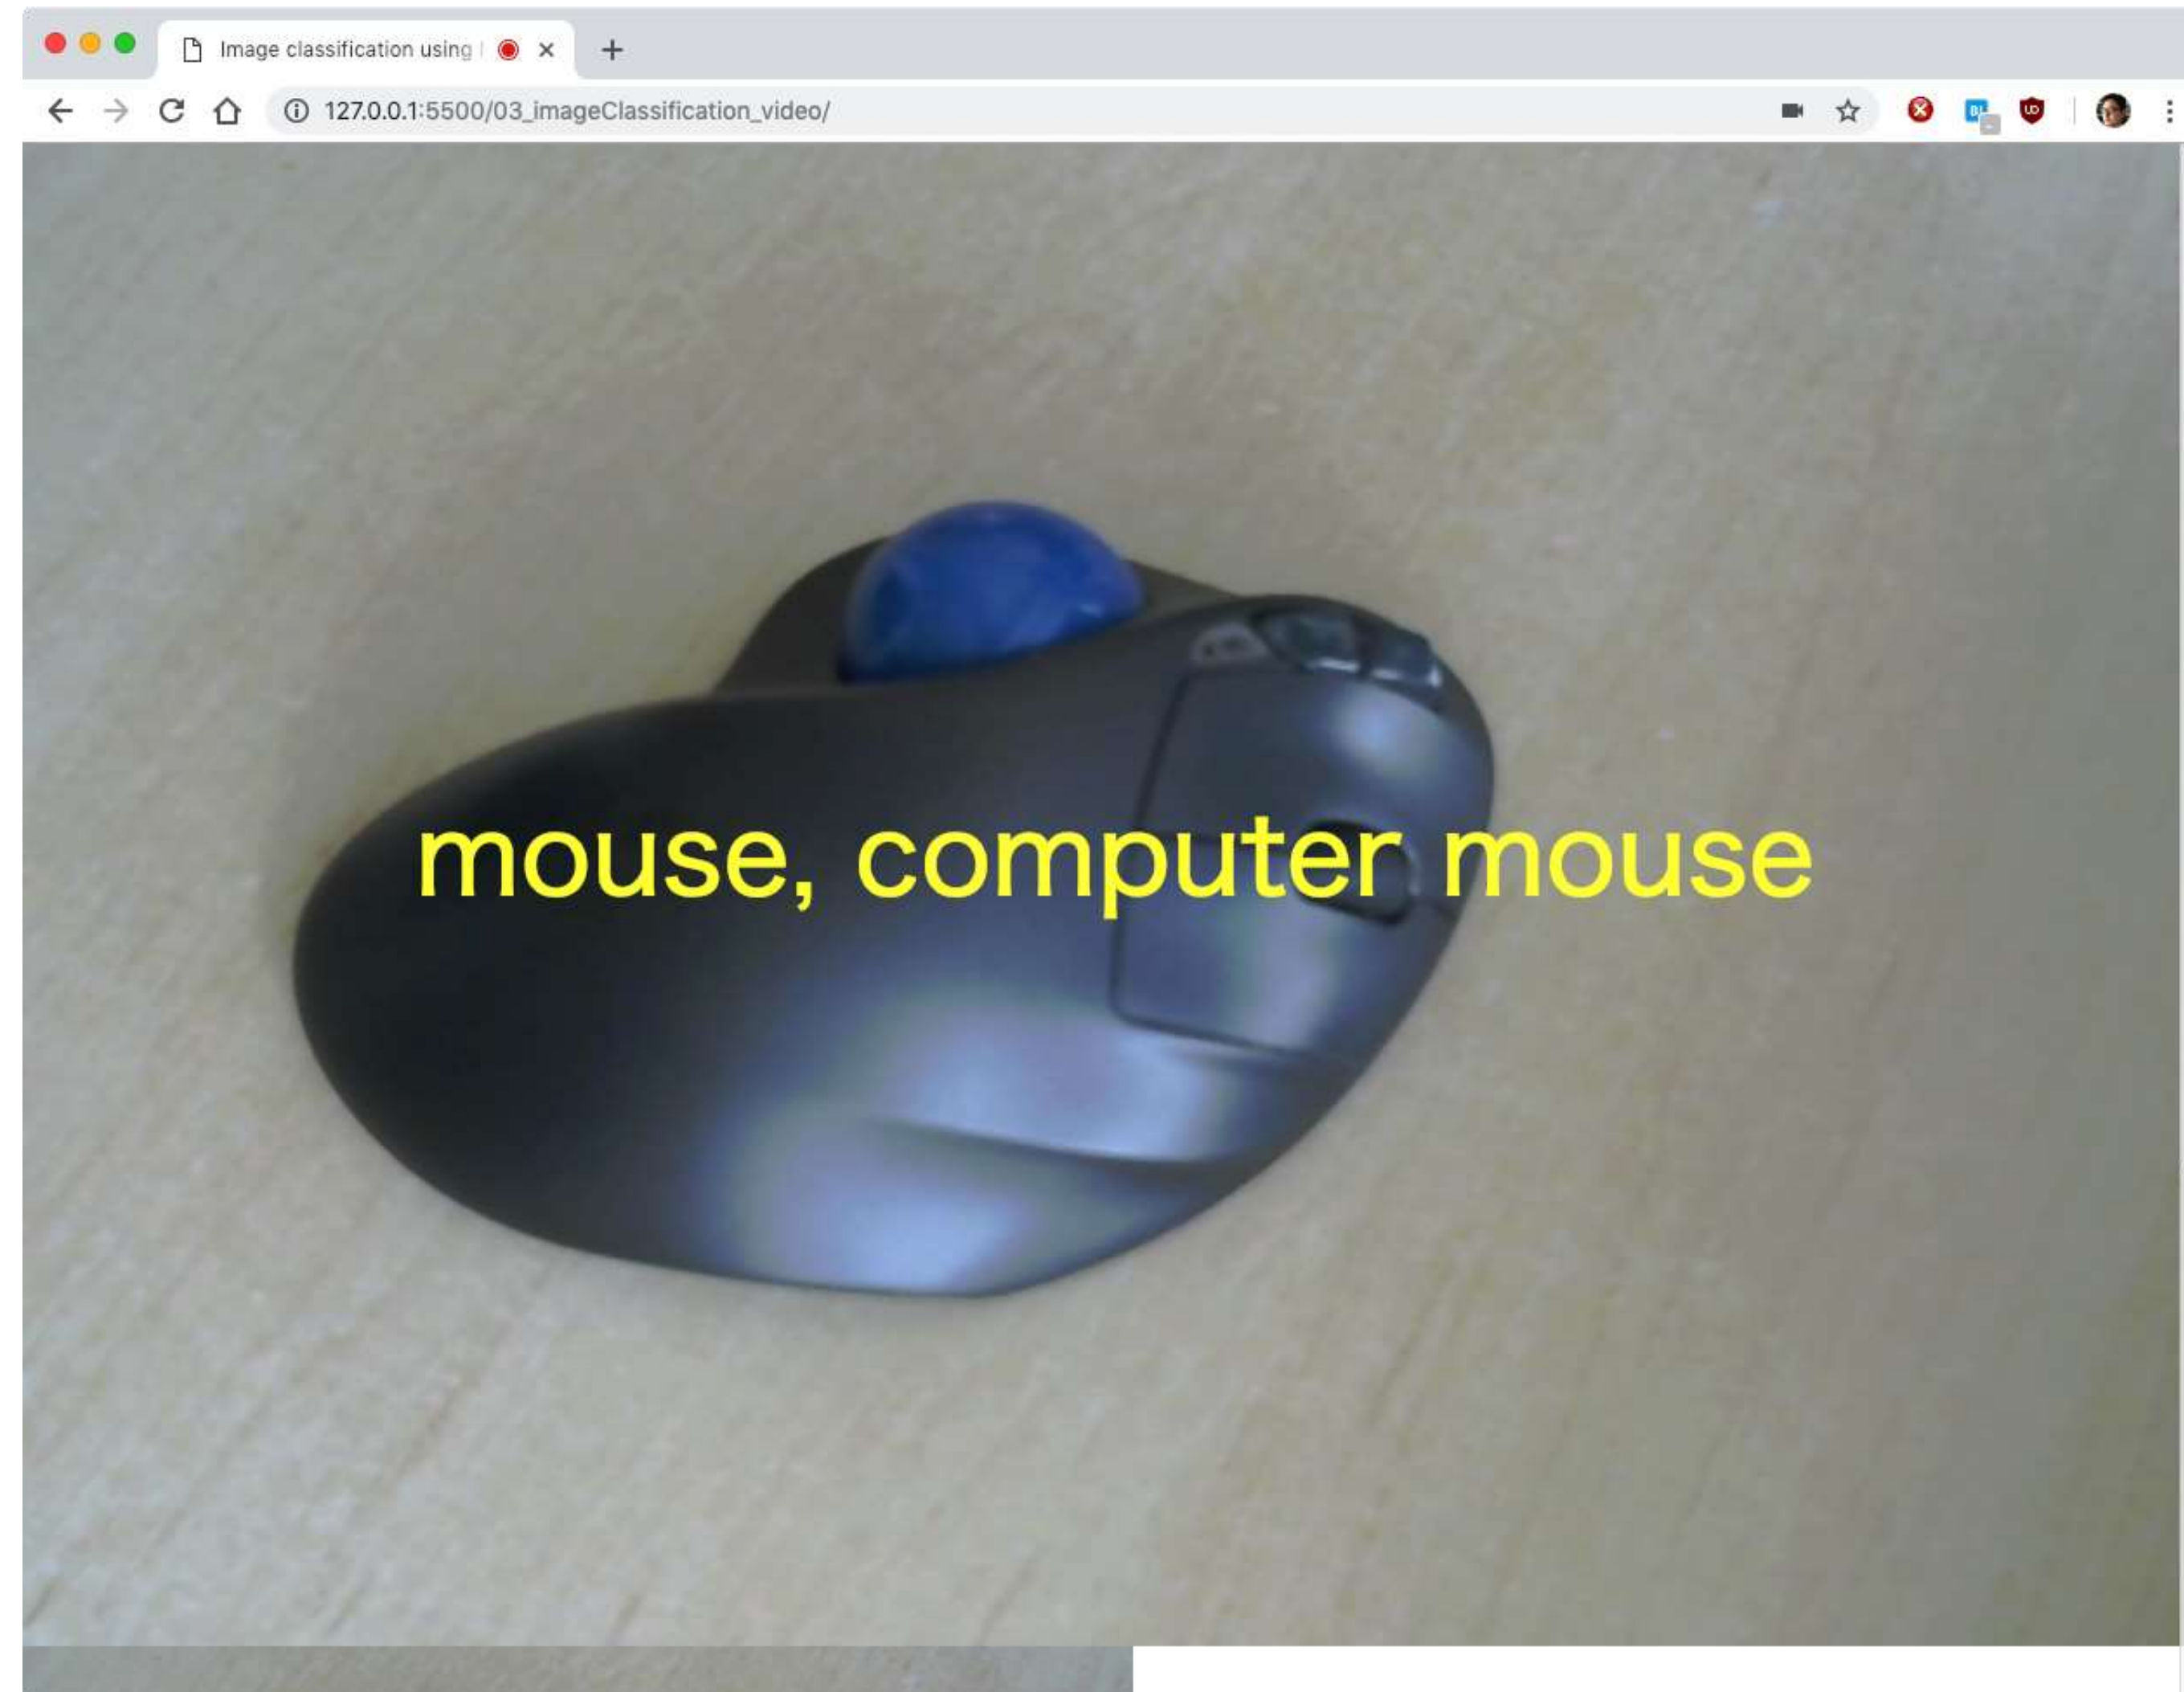 Image classification using
127.0.0.1:5500/03_imageClassification_video/
mouse, computer mouse